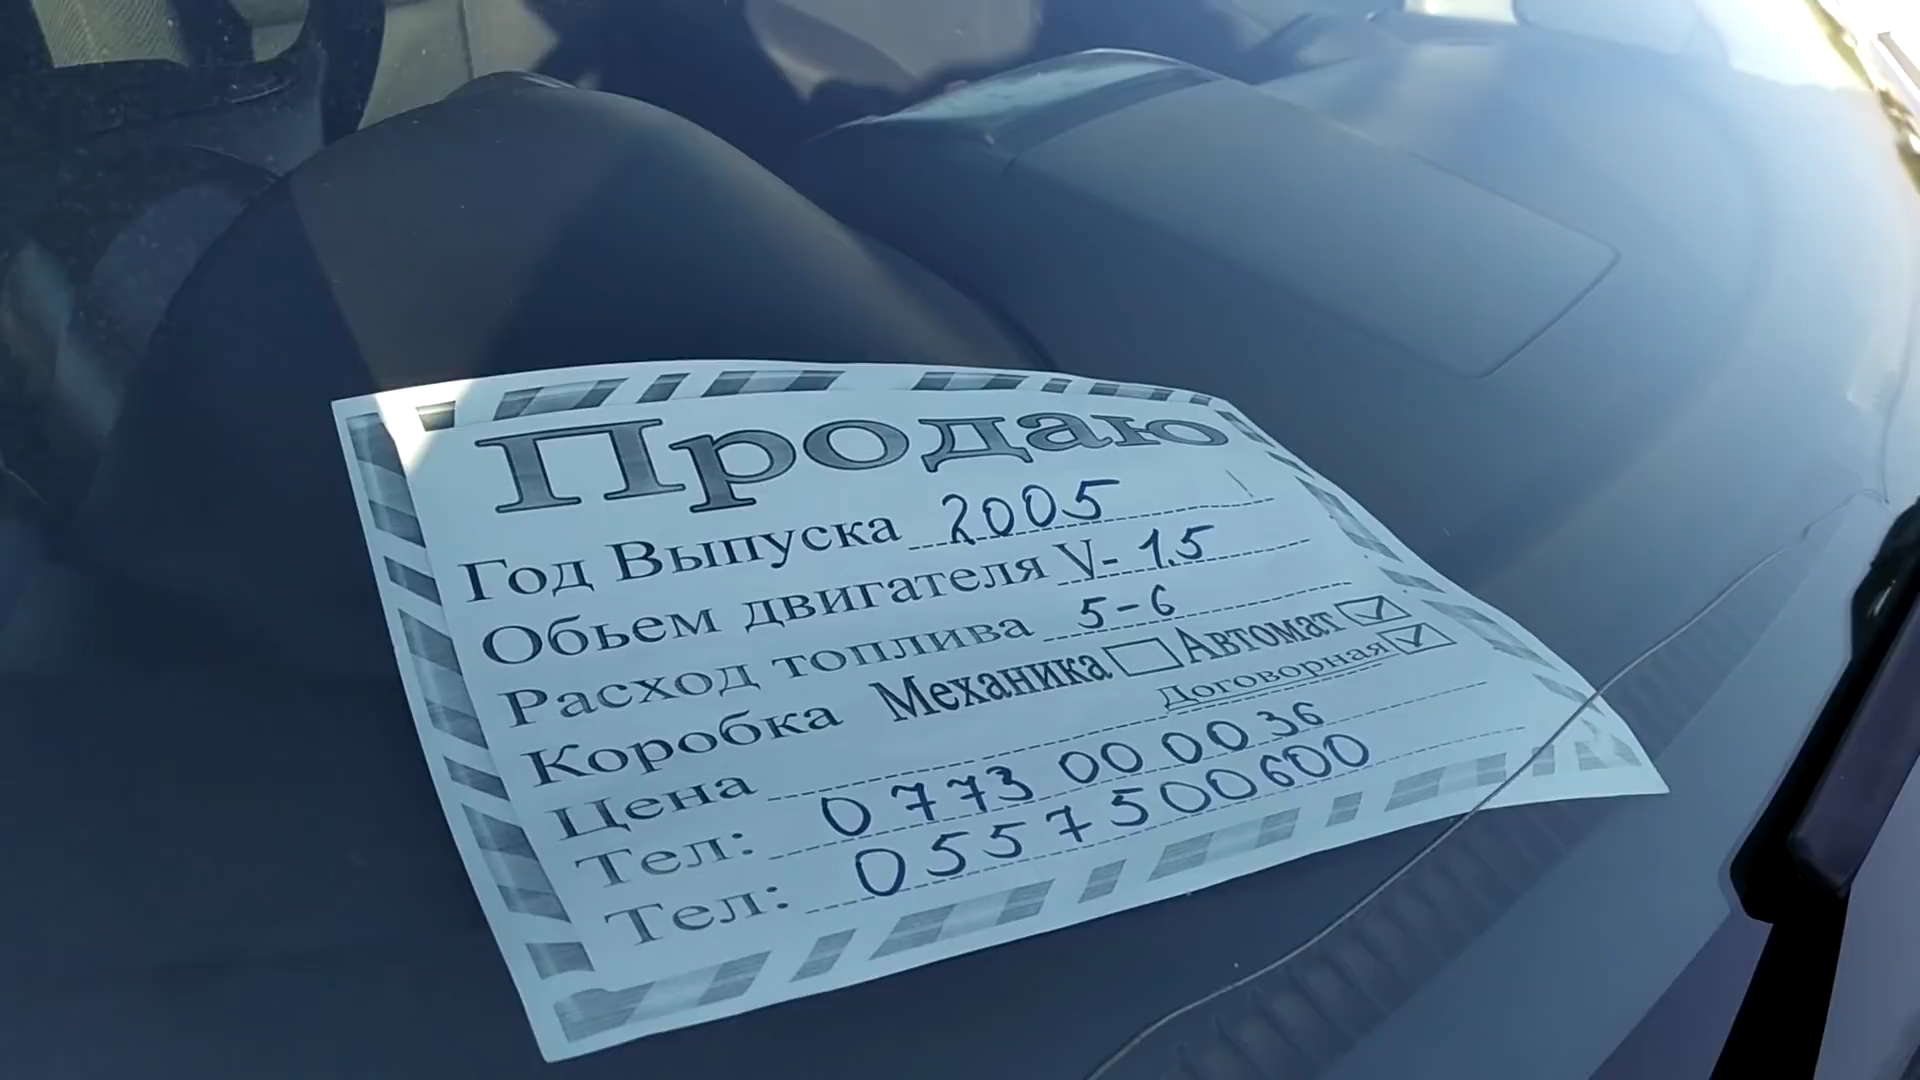 Продаю
Год Выпуска 2005
Обьем двигателя V- 1.5
Расход топлива 5-6
Коробка Механика Автомат
Договорная
Цена
Тел: 0773 00 00 36
Тел: 0557 500600